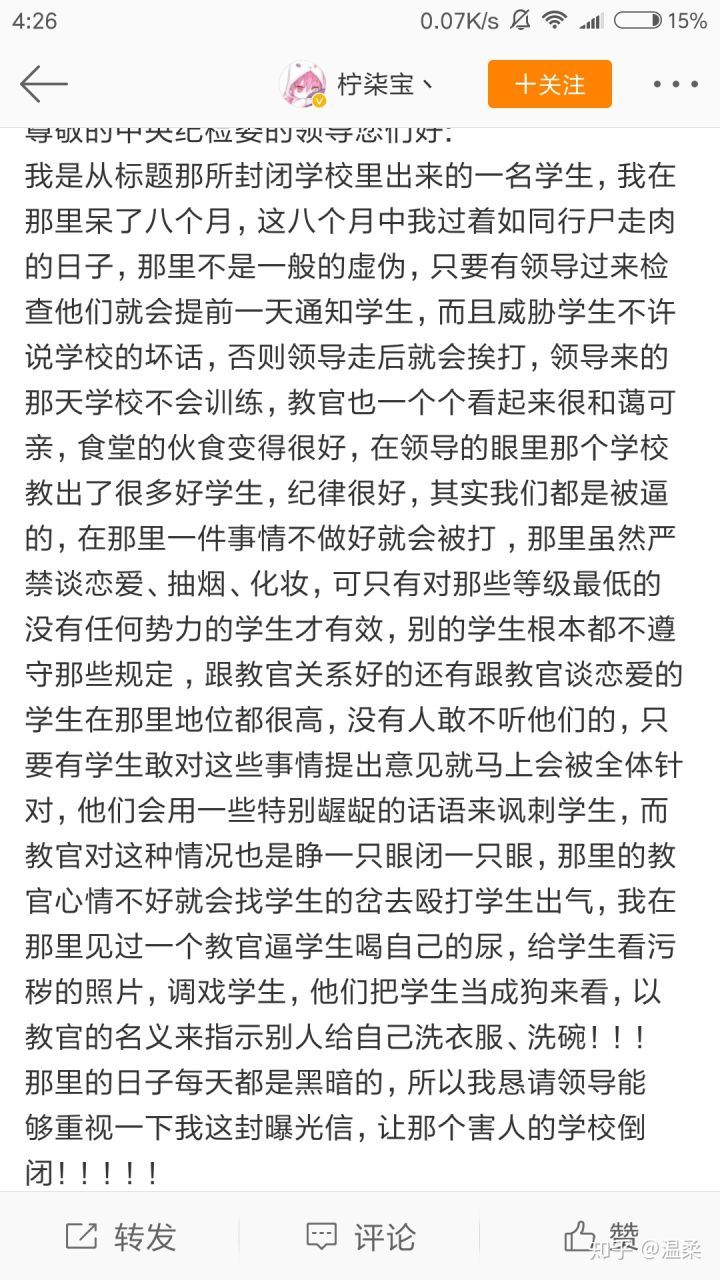 4:26 0.07K/s 15%
柠柒宝丶 +关注
尊敬的中央纪检委的领导您们好:
我是从标题那所封闭学校里出来的一名学生, 我在
那里呆了八个月, 这八个月中我过着如同行尸走肉
的日子, 那里不是一般的虚伪, 只要有领导过来检
查他们就会提前一天通知学生, 而且威胁学生不许
说学校的坏话, 否则领导走后就会挨打, 领导来的
那天学校不会训练, 教官也一个个看起来很和蔼可
亲, 食堂的伙食变得很好, 在领导的眼里那个学校
教出了很多好学生, 纪律很好, 其实我们都是被逼
的, 在那里一件事情不做好就会被打 , 那里虽然严
禁谈恋爱、抽烟、化妆, 可只有对那些等级最低的
没有任何势力的学生才有效, 别的学生根本都不遵
守那些规定 , 跟教官关系好的还有跟教官谈恋爱的
学生在那里地位都很高, 没有人敢不听他们的, 只
要有学生敢对这些事情提出意见就马上会被全体针
对, 他们会用一些特别龌龊的话语来讽刺学生, 而
教官对这种情况也是睁一只眼闭一只眼, 那里的教
官心情不好就会找学生的岔去殴打学生出气, 我在
那里见过一个教官逼学生喝自己的尿, 给学生看污
秽的照片, 调戏学生, 他们把学生当成狗来看, 以
教官的名义来指示别人给自己洗衣服、洗碗! ! !
那里的日子每天都是黑暗的, 所以我恳请领导能
够重视一下我这封曝光信, 让那个害人的学校倒
闭! ! ! ! !
转发 评论 赞
知乎 @温柔